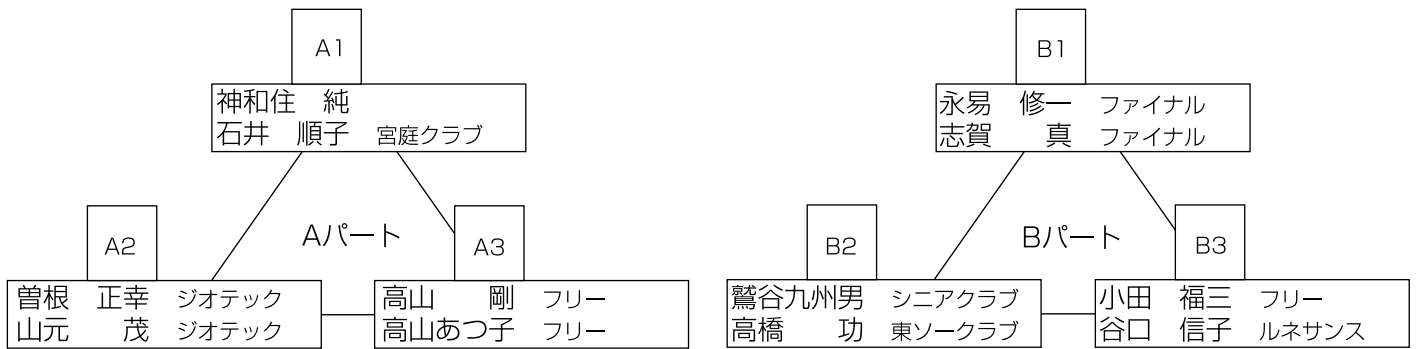 A1
神和住　純
石井　順子 宮庭クラブ
Aパート
A2
曽根　正幸 ジオテック
山元　　茂 ジオテック
A3
高山　　剛 フリー
高山あつ子 フリー
B1
永易　修一 ファイナル
志賀　　真 ファイナル
Bパート
B2
鷲谷九州男 シニアクラブ
高橋　　功 東ソークラブ
B3
小田　福三 フリー
谷口　信子 ルネサンス